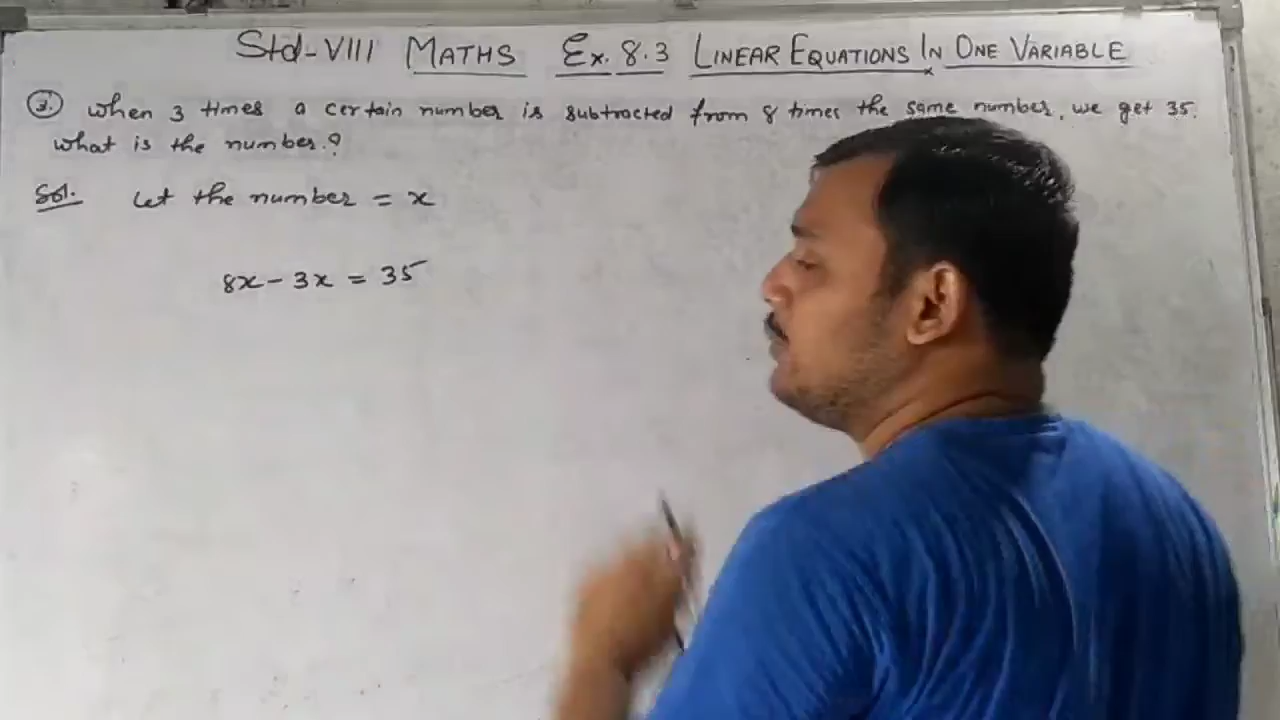 Std-VIII MATHS Ex. 8.3 LINEAR EQUATIONS IN ONE VARIABLE
when 3 times a certain number is subtracted from 8 times the same number, we get 35.
what is the number?
Sol. Let the number = x
8x - 3x = 35